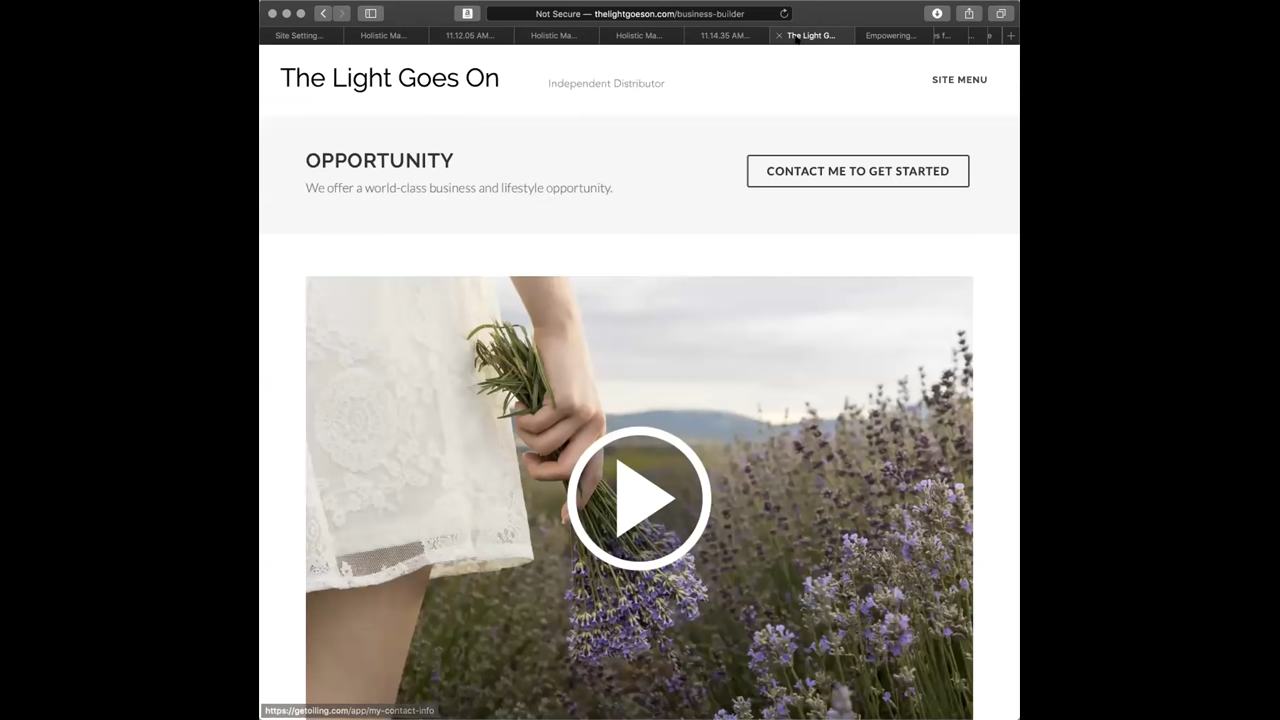 Not Secure — thelightgoeson.com/business-builder
Site Setting...
Holistic Ma...
11.12.05 AM...
Holistic Ma...
Holistic Ma...
11.14.35 AM...
The Light G...
Empowering...
s f...
The Light Goes On
Independent Distributor
SITE MENU
OPPORTUNITY
We offer a world-class business and lifestyle opportunity.
CONTACT ME TO GET STARTED
https://getoiling.com/app/my-contact-info